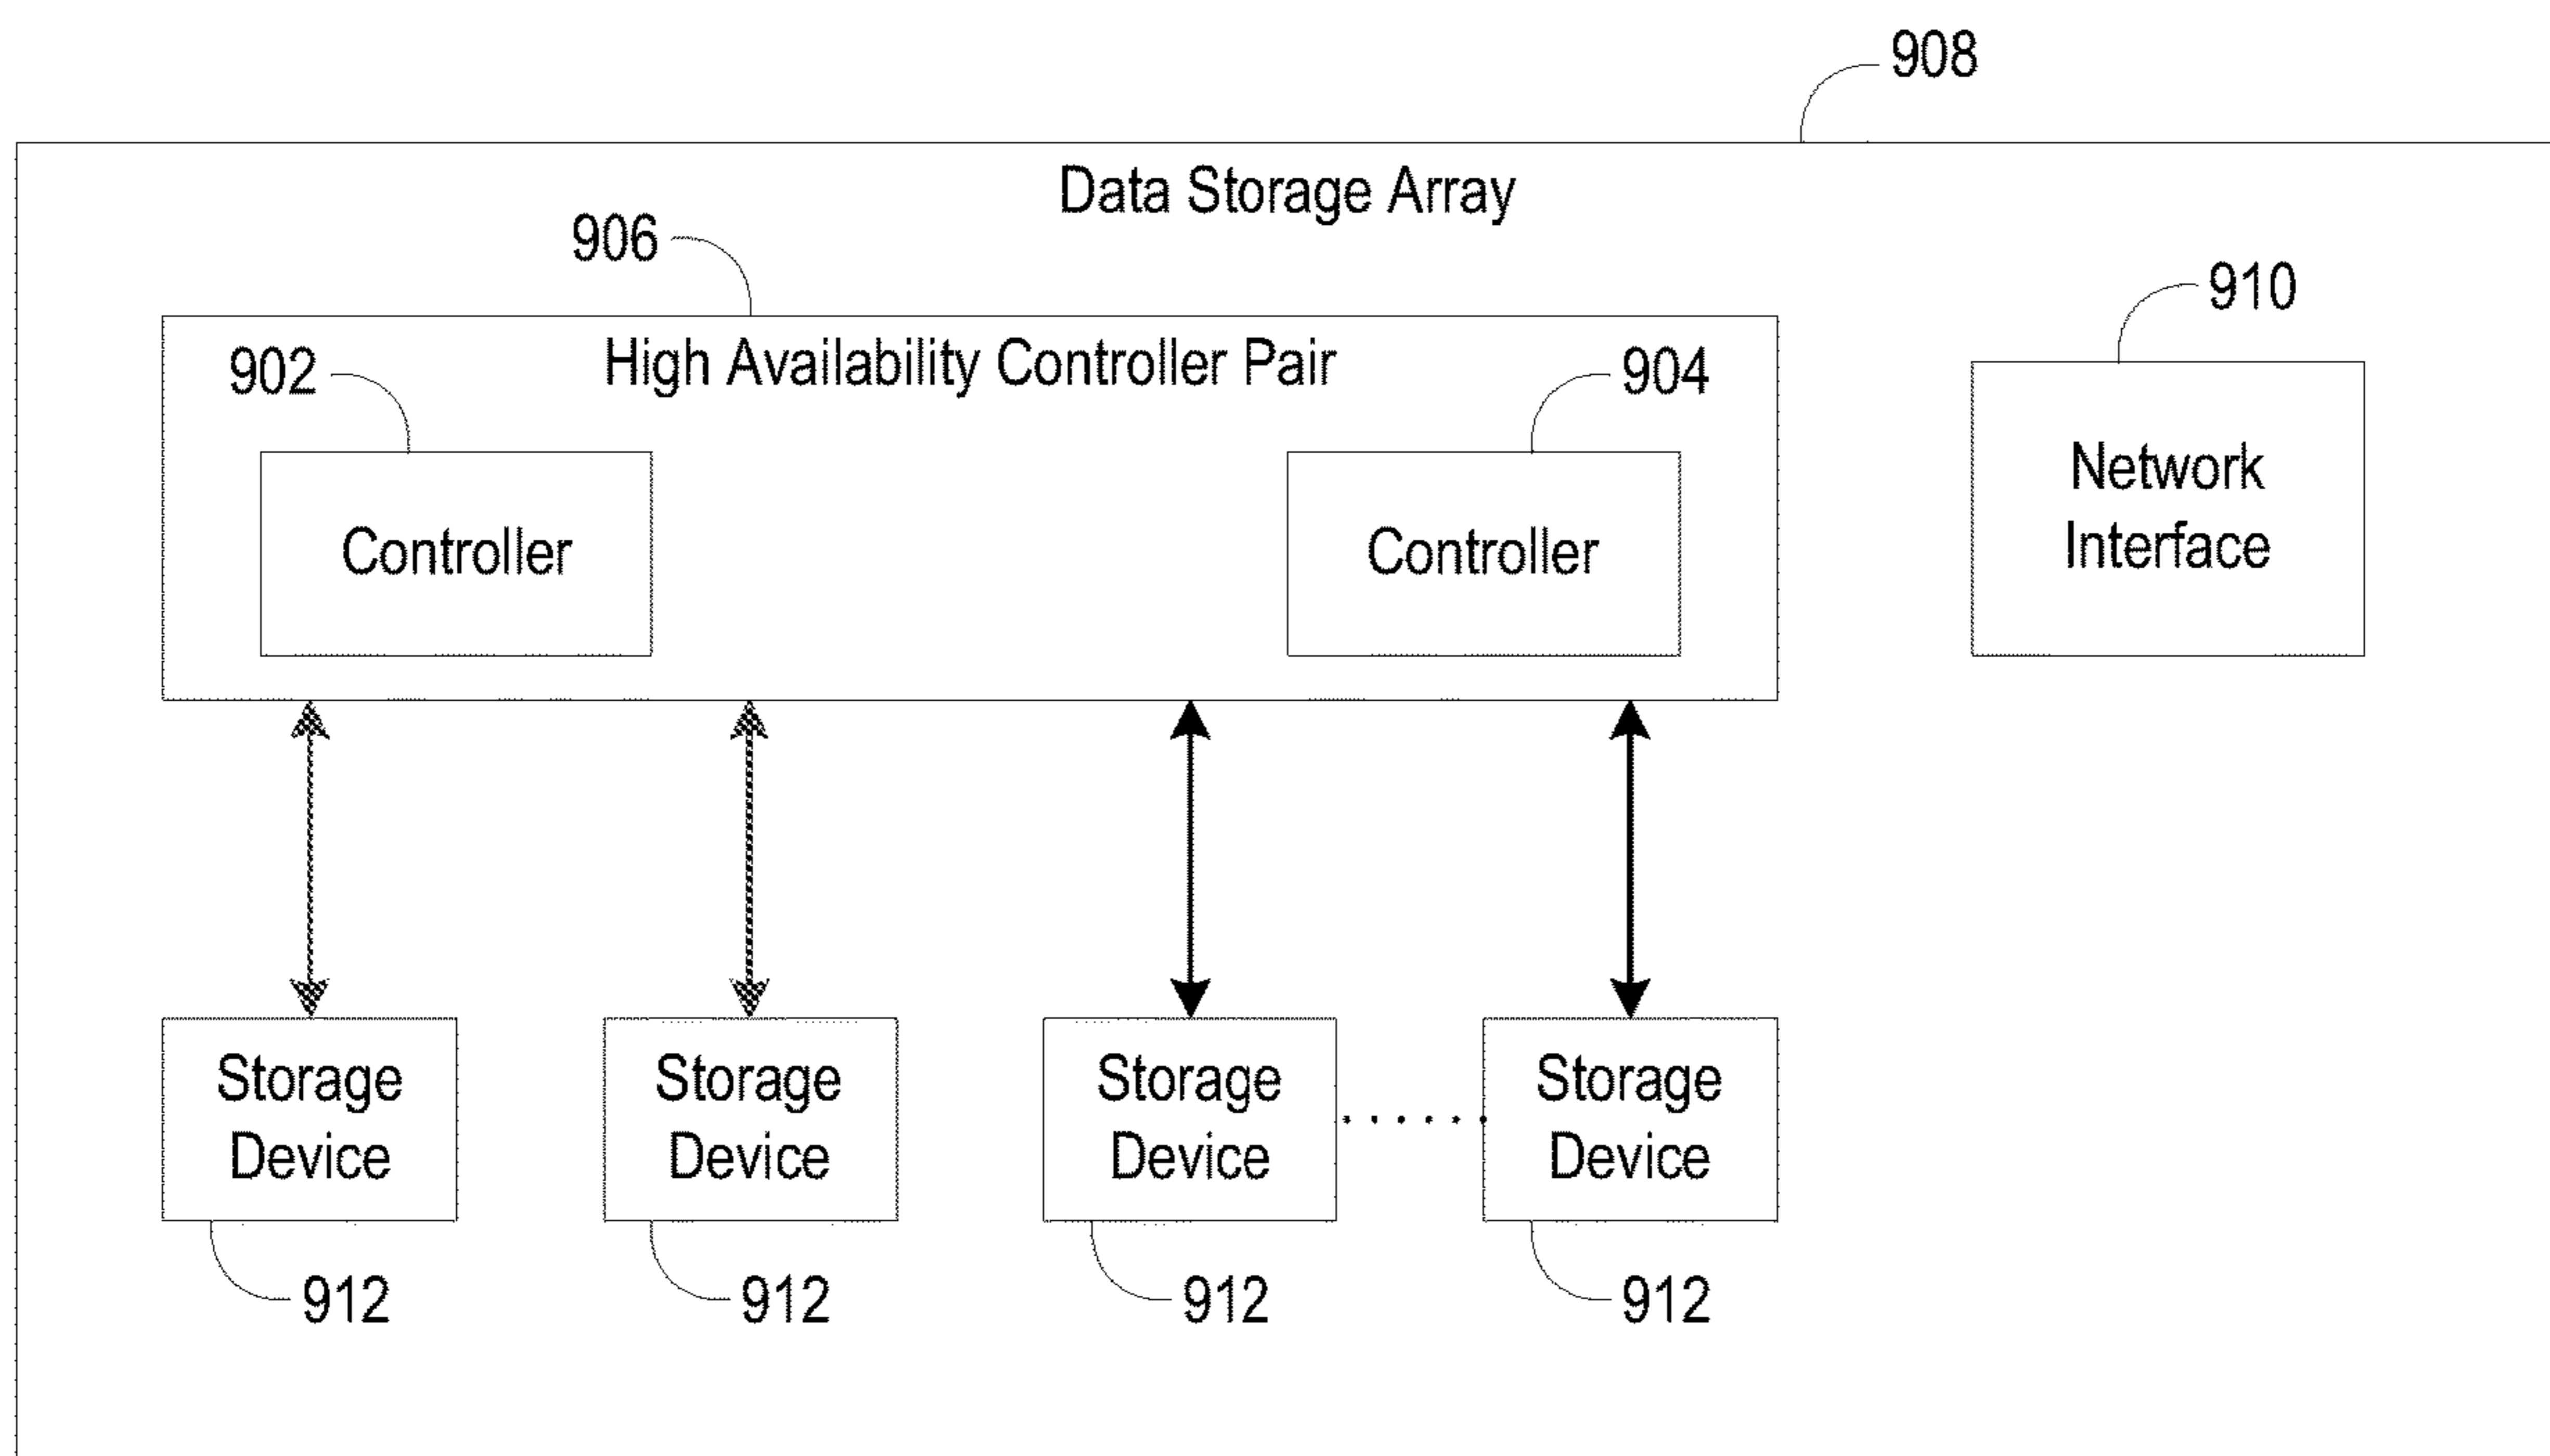 908
Data Storage Array
906
910
High Availability Controller Pair
902
904
Controller
Controller
Network
Interface
Storage
Device
Storage
Device
Storage
Device
Storage
Device
912
912
912
912